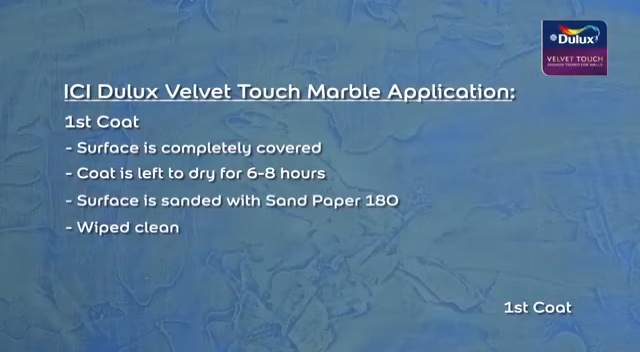 Dulux
VELVET TOUCH
ICI Dulux Velvet Touch Marble Application:
1st Coat
- Surface is completely covered
- Coat is left to dry for 6-8 hours
- Surface is sanded with Sand Paper 180
- Wiped clean
1st Coat